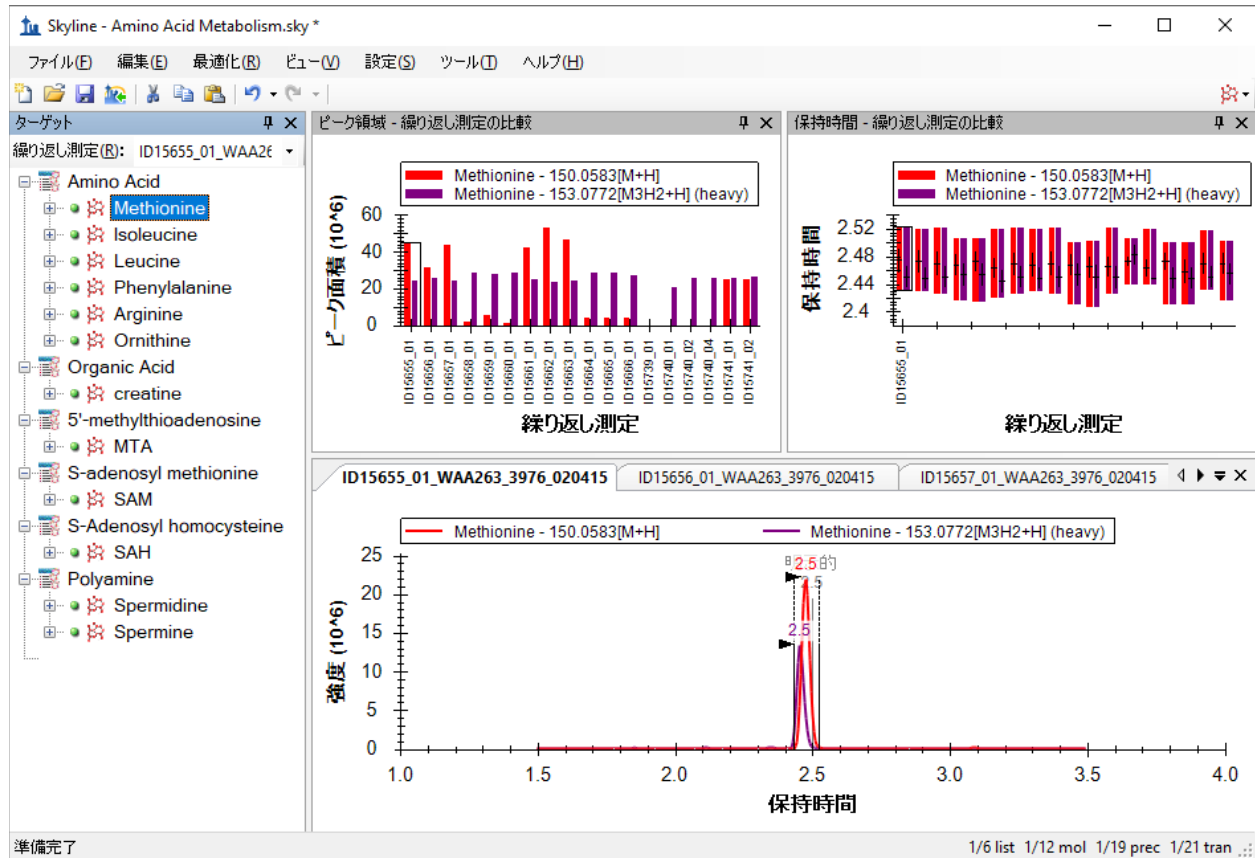 Skyline - Amino Acid Metabolism.sky *
ファイル(F) 編集(E) 最適化(R) ビュー(V) 設定(S) ツール(T) ヘルプ(H)
ターゲット
繰り返し測定(R): ID15655_01_WAA26
Amino Acid
Methionine
Isoleucine
Leucine
Phenylalanine
Arginine
Ornithine
Organic Acid
creatine
5'-methylthioadenosine
MTA
S-adenosyl methionine
SAM
S-Adenosyl homocysteine
SAH
Polyamine
Spermidine
Spermine
ピーク領域 - 繰り返し測定の比較
Methionine - 150.0583[M+H]
Methionine - 153.0772[M3H2+H] (heavy)
ピーク面積 (10^6)
60
40
20
0
ID15655_01
ID15656_01
ID15657_01
ID15658_01
ID15659_01
ID15660_01
ID15661_01
ID15662_01
ID15663_01
ID15664_01
ID15665_01
ID15666_01
ID15739_01
ID15740_01
ID15740_02
ID15740_04
ID15741_01
ID15741_02
繰り返し測定
保持時間 - 繰り返し測定の比較
Methionine - 150.0583[M+H]
Methionine - 153.0772[M3H2+H] (heavy)
保持時間
2.52
2.48
2.44
2.4
ID15655_01
繰り返し測定
ID15655_01_WAA263_3976_020415 ID15656_01_WAA263_3976_020415 ID15657_01_WAA263_3976_020415
Methionine - 150.0583[M+H] Methionine - 153.0772[M3H2+H] (heavy)
強度 (10^6)
25
20
15
10
5
0
2.5 的
2.5
2.5
1.0 1.5 2.0 2.5 3.0 3.5 4.0
保持時間
準備完了 1/6 list 1/12 mol 1/19 prec 1/21 tran